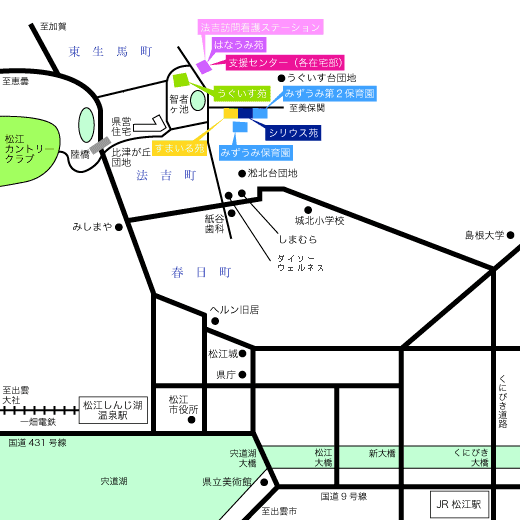 至加賀
法吉訪問看護ステーション
はなうみ苑
東生馬町
支援センター（各在宅部）
至恵曇
うぐいす台団地
うぐいす苑
みずうみ第２保育園
智者
ヶ池
至美保関
県営
住宅
シリウス苑
松江
カントリー
クラブ
陸橋
比津が丘
団地
すまいる苑
みずうみ保育園
法吉町
淞北台団地
みしまや
紙谷
歯科
城北小学校
しまむら
島根大学
ダイソー
ウェルネス
春日町
ヘルン旧居
松江城
県庁
くにびき道路
至出雲
大社
松江しんじ湖
温泉駅
松江
市役所
一畑電鉄
国道431号線
宍道湖
大橋
松江
大橋
新大橋
くにびき
大橋
宍道湖
県立美術館
国道９号線
JR 松江駅
至出雲市